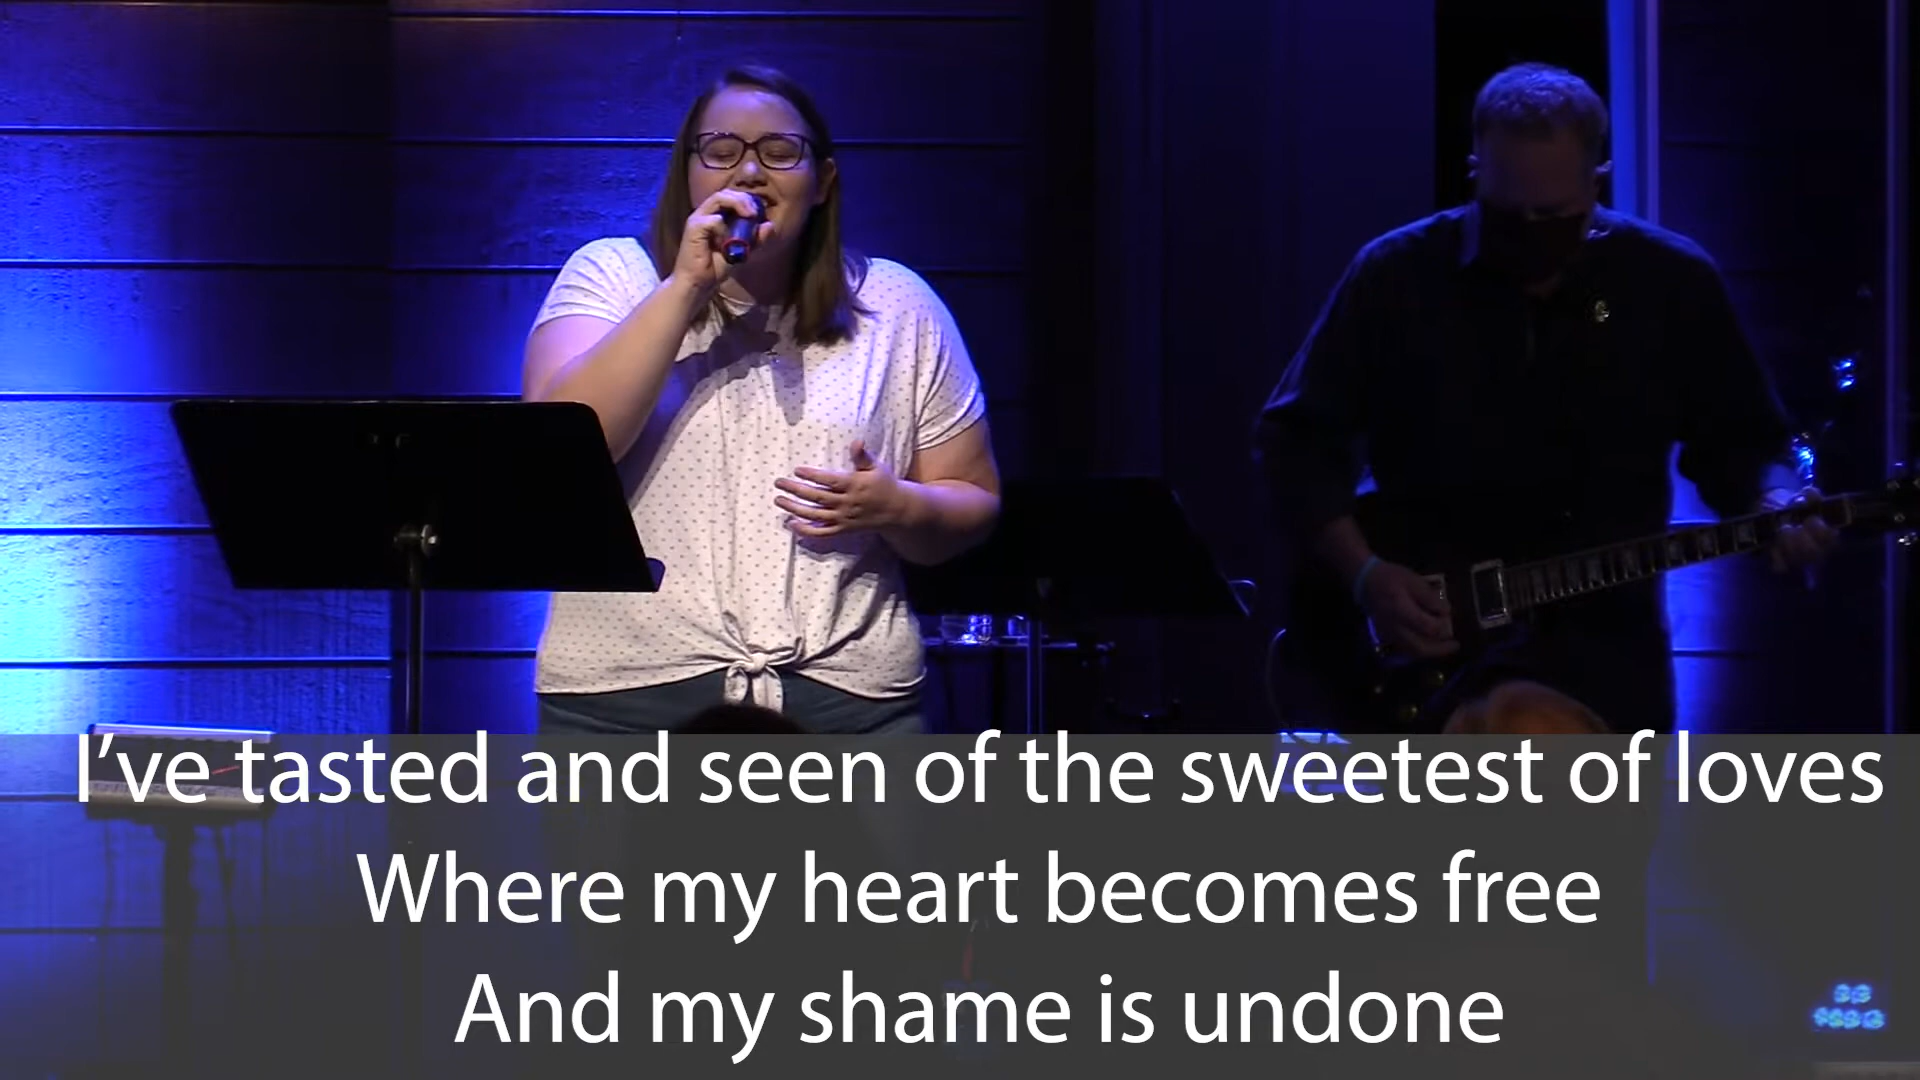 I’ve tasted and seen of the sweetest of loves
Where my heart becomes free
And my shame is undone